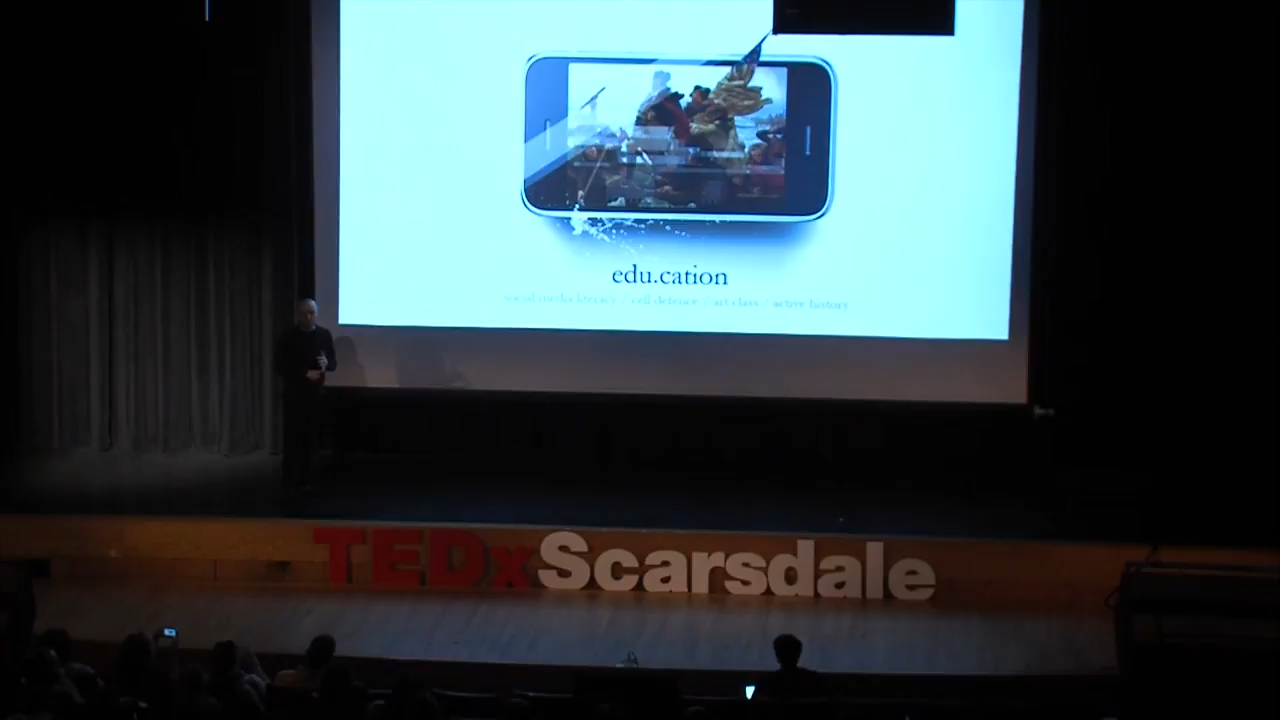 edu.cation
social media literacy / cell defence / art class / active history
TEDxScarsdale